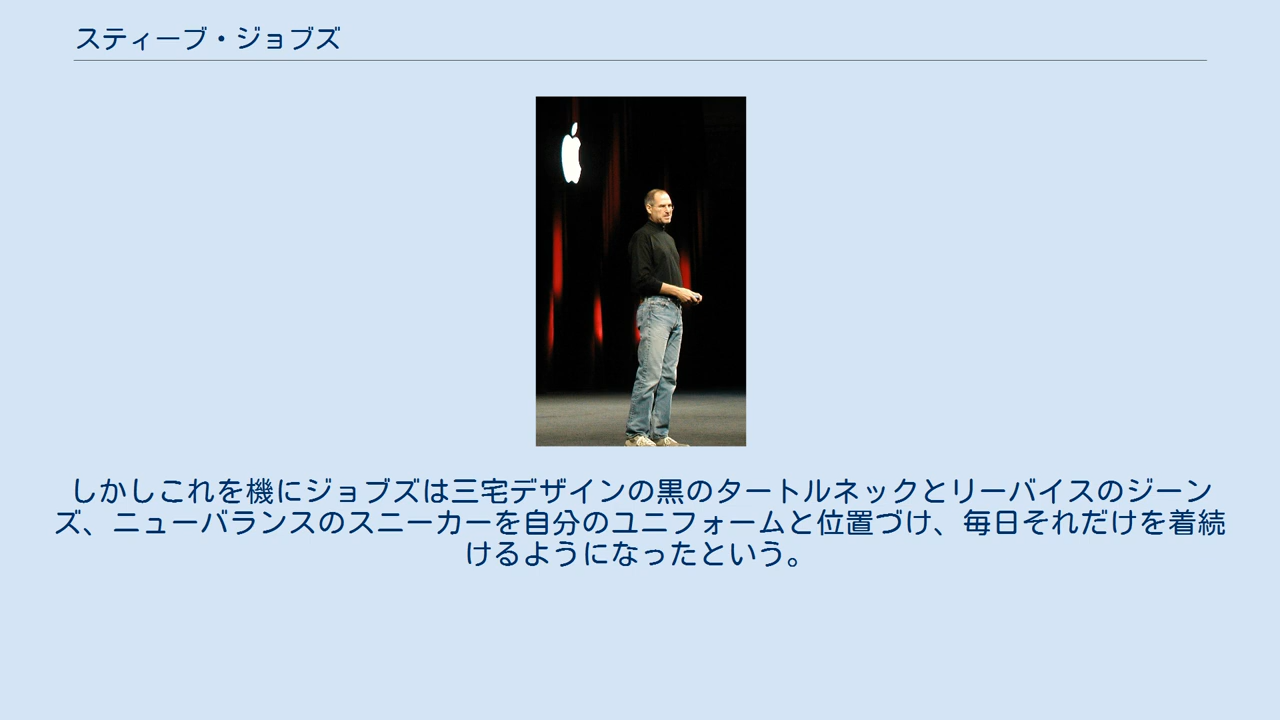 スティーブ・ジョブズ
しかしこれを機にジョブズは三宅デザインの黒のタートルネックとリーバイスのジーン
ズ、ニューバランスのスニーカーを自分のユニフォームと位置づけ、毎日それだけを着続
けるようになったという。